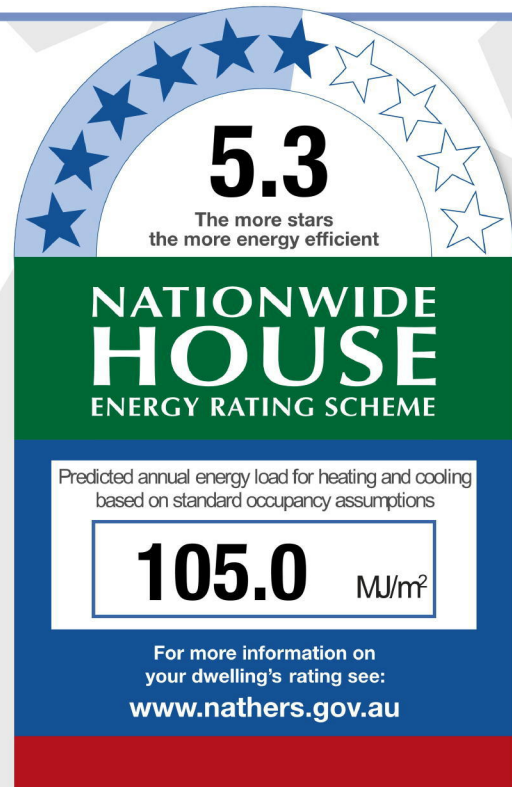 5.3
The more stars
the more energy efficient
NATIONWIDE
HOUSE
ENERGY RATING SCHEME
Predicted annual energy load for heating and cooling
based on standard occupancy assumptions
105.0 MJ/m²
For more information on
your dwelling's rating see:
www.nathers.gov.au